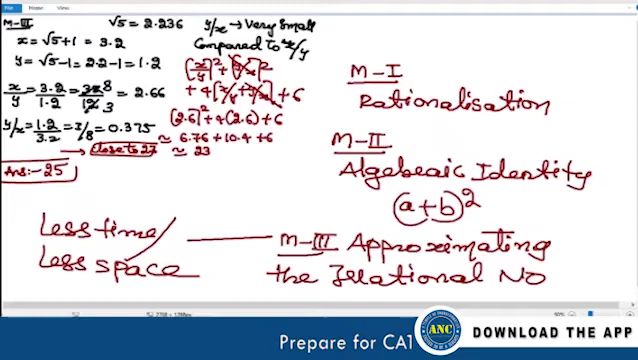 M-III √5 = 2.236
x = √5+1 = 3.2
y = √5-1 = 2.2-1 = 1.2
x/y = 3.2/1.2 = 32/12 8/3 = 2.66
y/x = 1.2/3.2 = 3/8 = 0.375
→ close to 23
Ans:- 25
y/x → Very Small
Compared to x/y
[x/y]² + [y/x]²
+4[x/y + y/x] + 6
(2.6)² + 4(2.6) + 6
≈ 6.76 + 10.4 + 6
≈ 23
M-I
Rationalisation
M-II
Algebraic Identity
(a+b)²
Less time/
Less space
M-III Approximating
the Irrational No
Prepare for CAT
ANC
DOWNLOAD THE APP